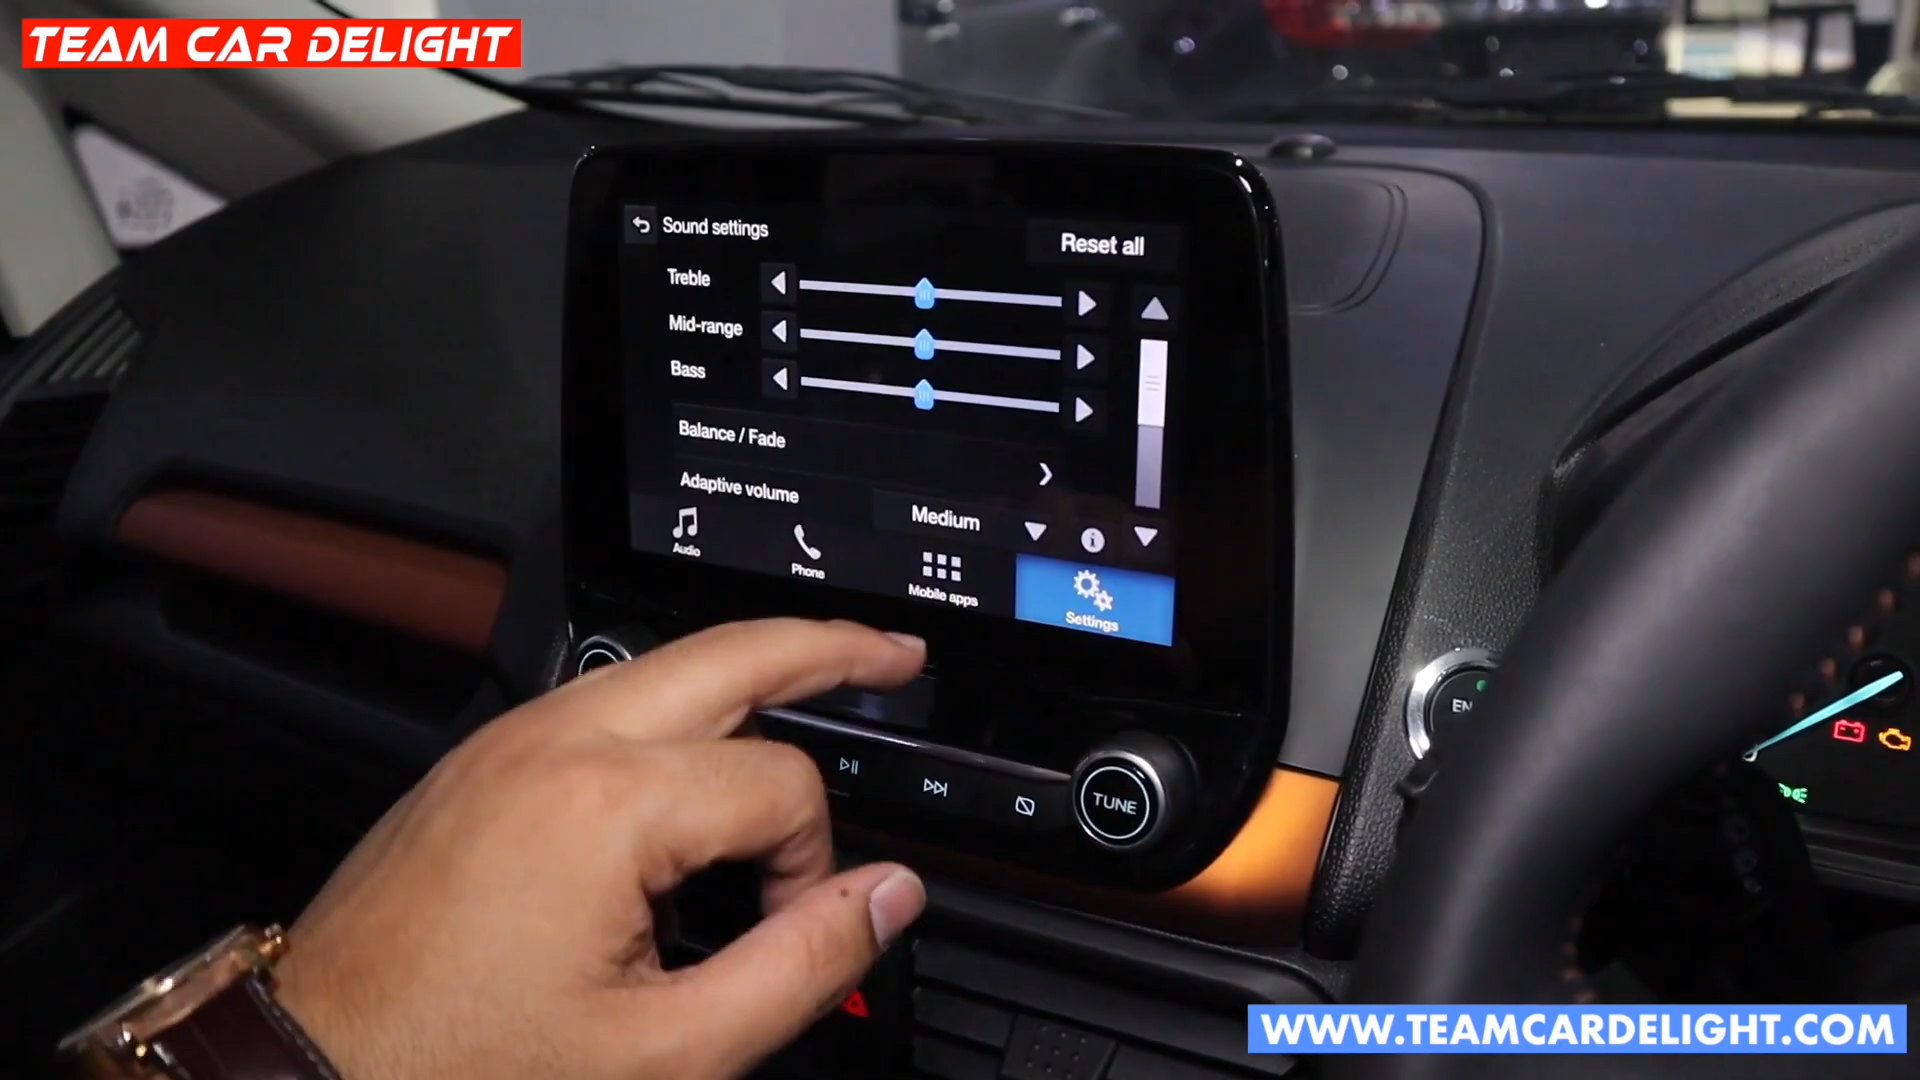 TEAM CAR DELIGHT
Sound settings
Reset all
Treble
Mid-range
Bass
Balance / Fade
Adaptive volume
Medium
Audio
Phone
Mobile apps
Settings
EN
TUNE
WWW.TEAMCARDELIGHT.COM